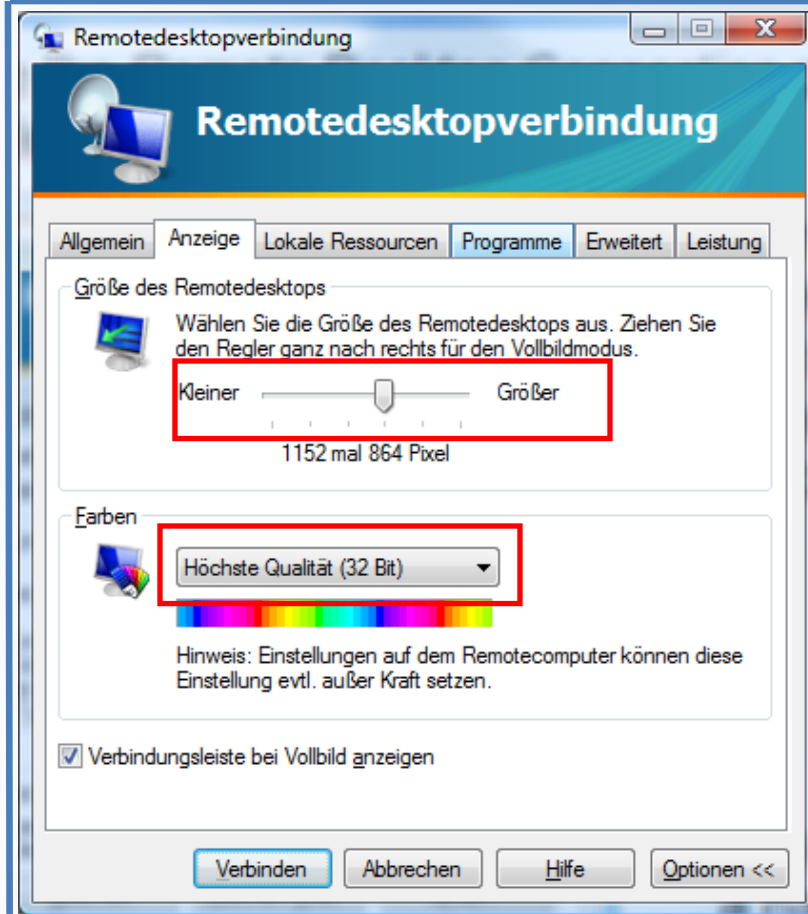 Remotedesktopverbindung
Remotedesktopverbindung
Allgemein Anzeige Lokale Ressourcen Programme Erweitert Leistung
Größe des Remotedesktops
Wählen Sie die Größe des Remotedesktops aus. Ziehen Sie
den Regler ganz nach rechts für den Vollbildmodus.
Kleiner Größer
1152 mal 864 Pixel
Farben
Höchste Qualität (32 Bit)
Hinweis: Einstellungen auf dem Remotecomputer können diese
Einstellung evtl. außer Kraft setzen.
Verbindungsleiste bei Vollbild anzeigen
Verbinden Abbrechen Hilfe Optionen <<